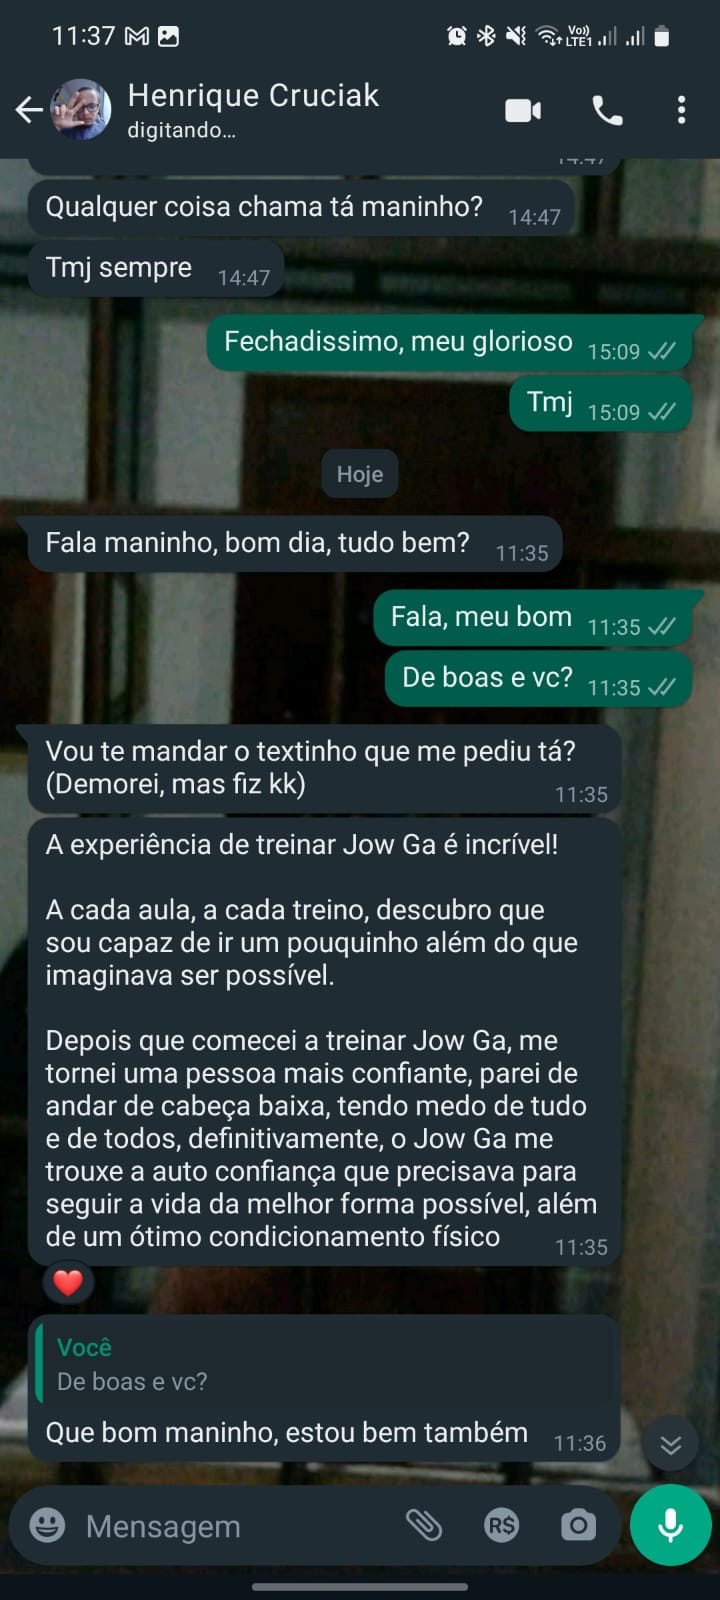 11:37
Vo))
LTE1
Henrique Cruciak
digitando...
14:47
Qualquer coisa chama tá maninho? 14:47
Tmj sempre 14:47
Fechadissimo, meu glorioso 15:09
Tmj 15:09
Hoje
Fala maninho, bom dia, tudo bem? 11:35
Fala, meu bom 11:35
De boas e vc? 11:35
Vou te mandar o textinho que me pediu tá?
(Demorei, mas fiz kk) 11:35
A experiência de treinar Jow Ga é incrível!
A cada aula, a cada treino, descubro que
sou capaz de ir um pouquinho além do que
imaginava ser possível.
Depois que comecei a treinar Jow Ga, me
tornei uma pessoa mais confiante, parei de
andar de cabeça baixa, tendo medo de tudo
e de todos, definitivamente, o Jow Ga me
trouxe a auto confiança que precisava para
seguir a vida da melhor forma possível, além
de um ótimo condicionamento físico 11:35
Você
De boas e vc?
Que bom maninho, estou bem também 11:36
Mensagem
R$